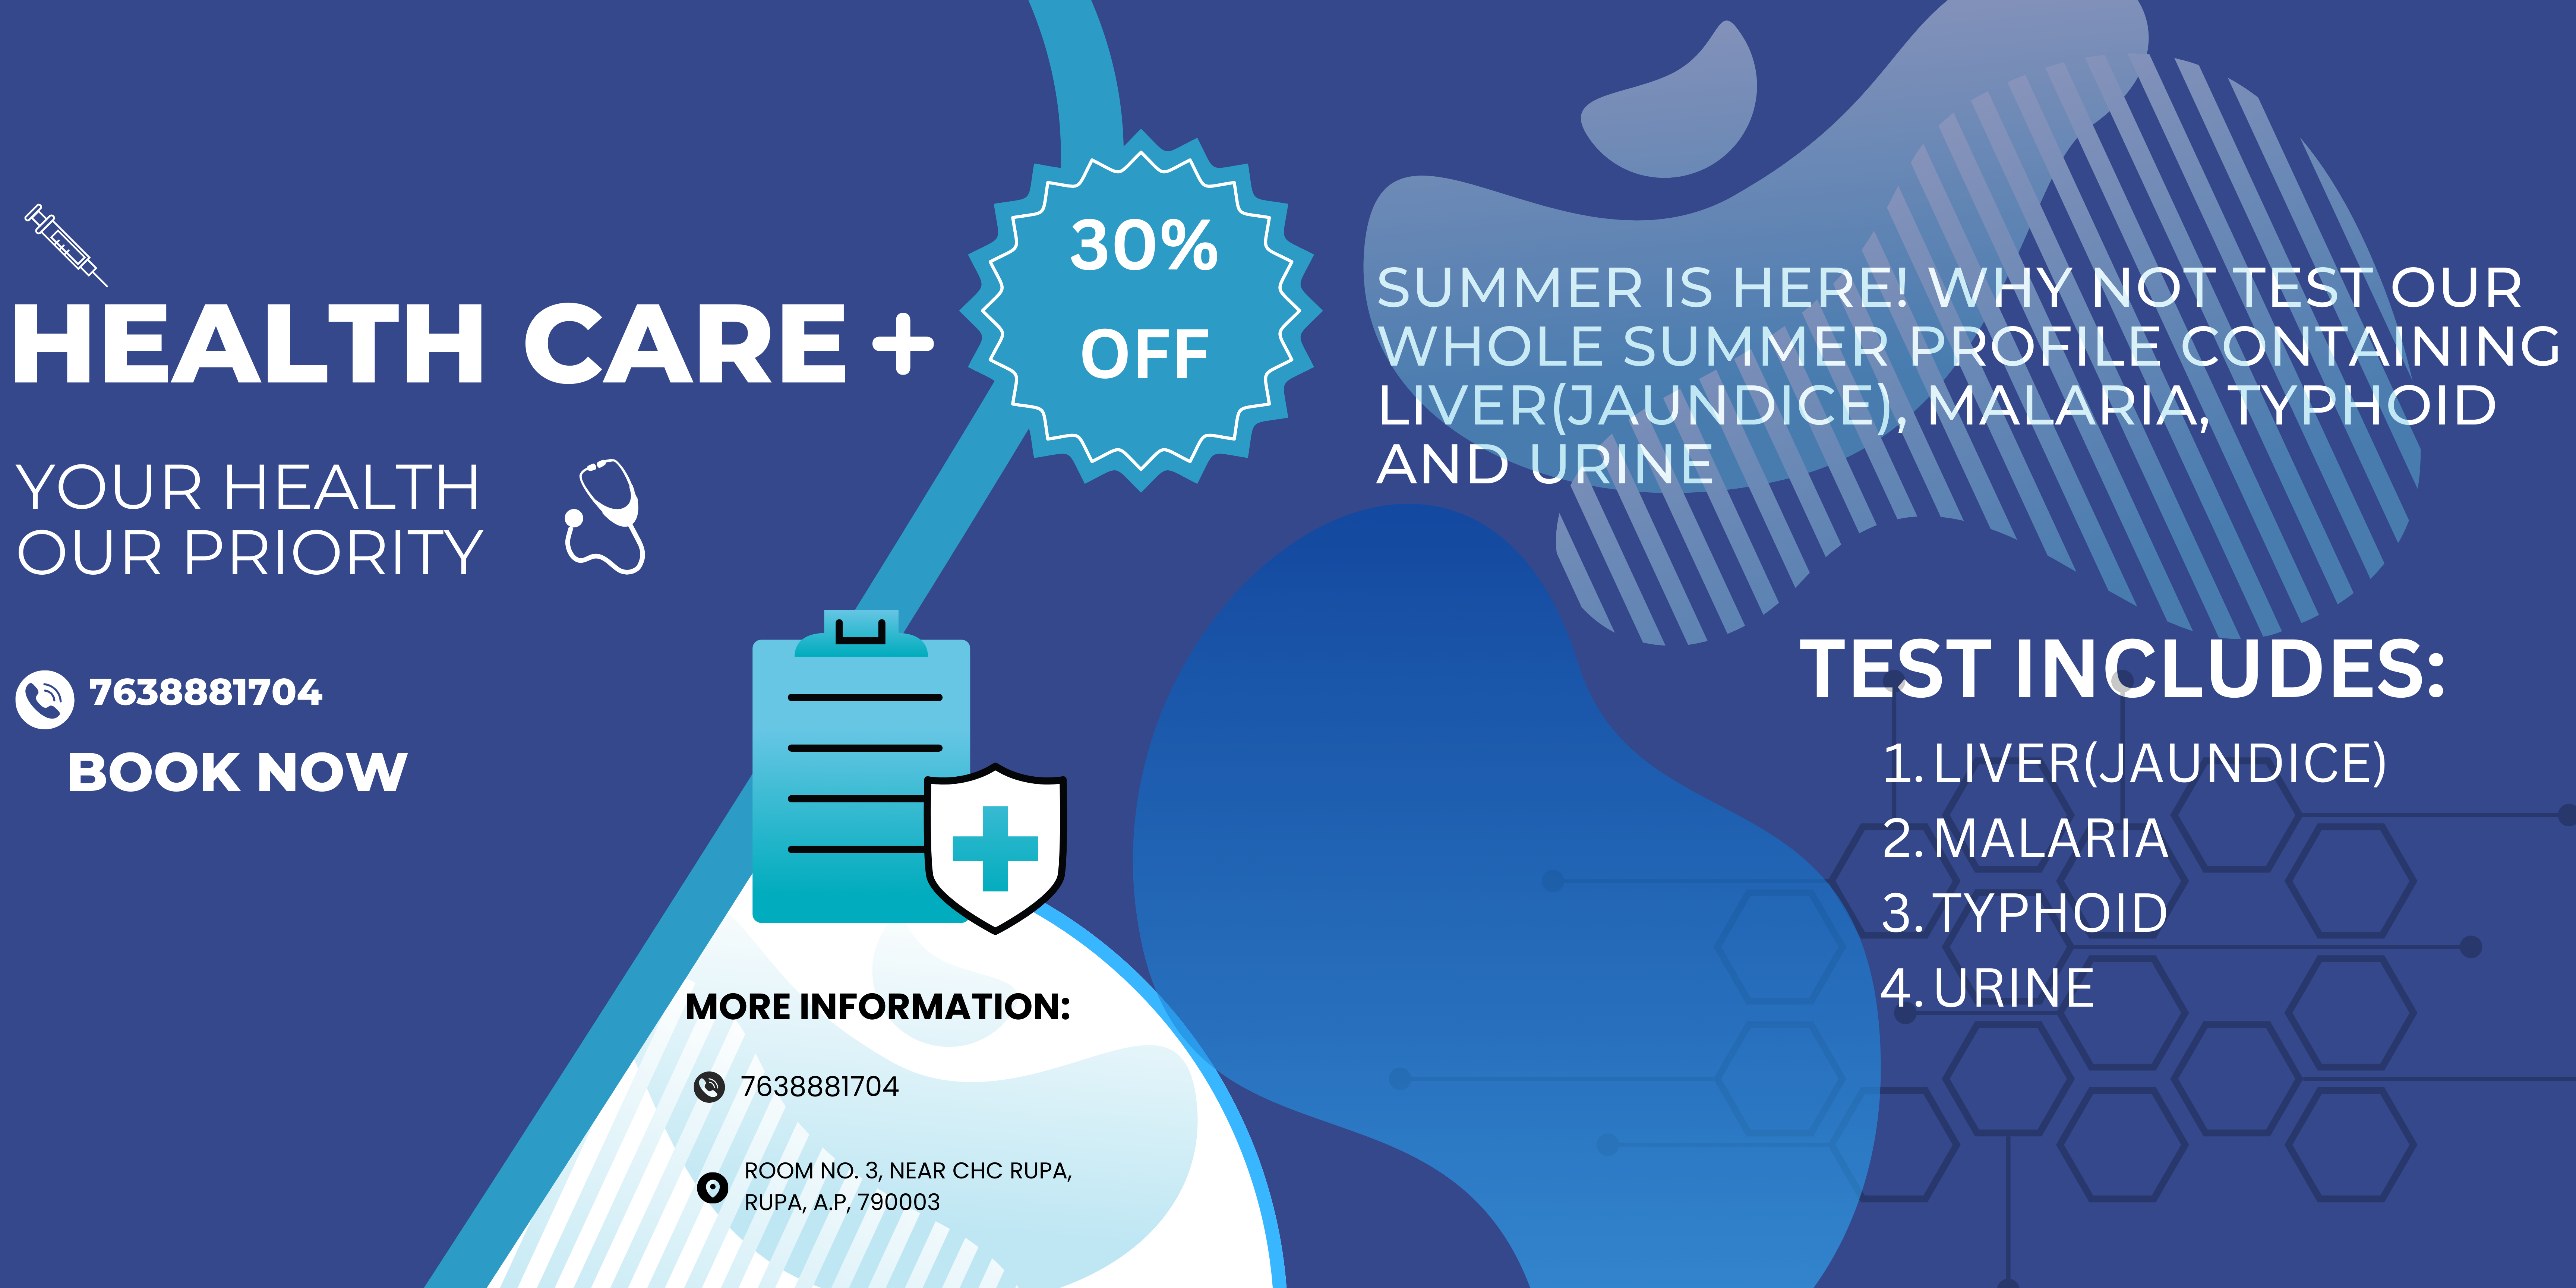 HEALTH CARE +
YOUR HEALTH
OUR PRIORITY
7638881704
BOOK NOW
30%
OFF
MORE INFORMATION:
7638881704
ROOM NO. 3, NEAR CHC RUPA,
RUPA, A.P, 790003
SUMMER IS HERE! WHY NOT TEST OUR
WHOLE SUMMER PROFILE CONTAINING
LIVER(JAUNDICE), MALARIA, TYPHOID
AND URINE
TEST INCLUDES:
1. LIVER(JAUNDICE)
2. MALARIA
3. TYPHOID
4. URINE